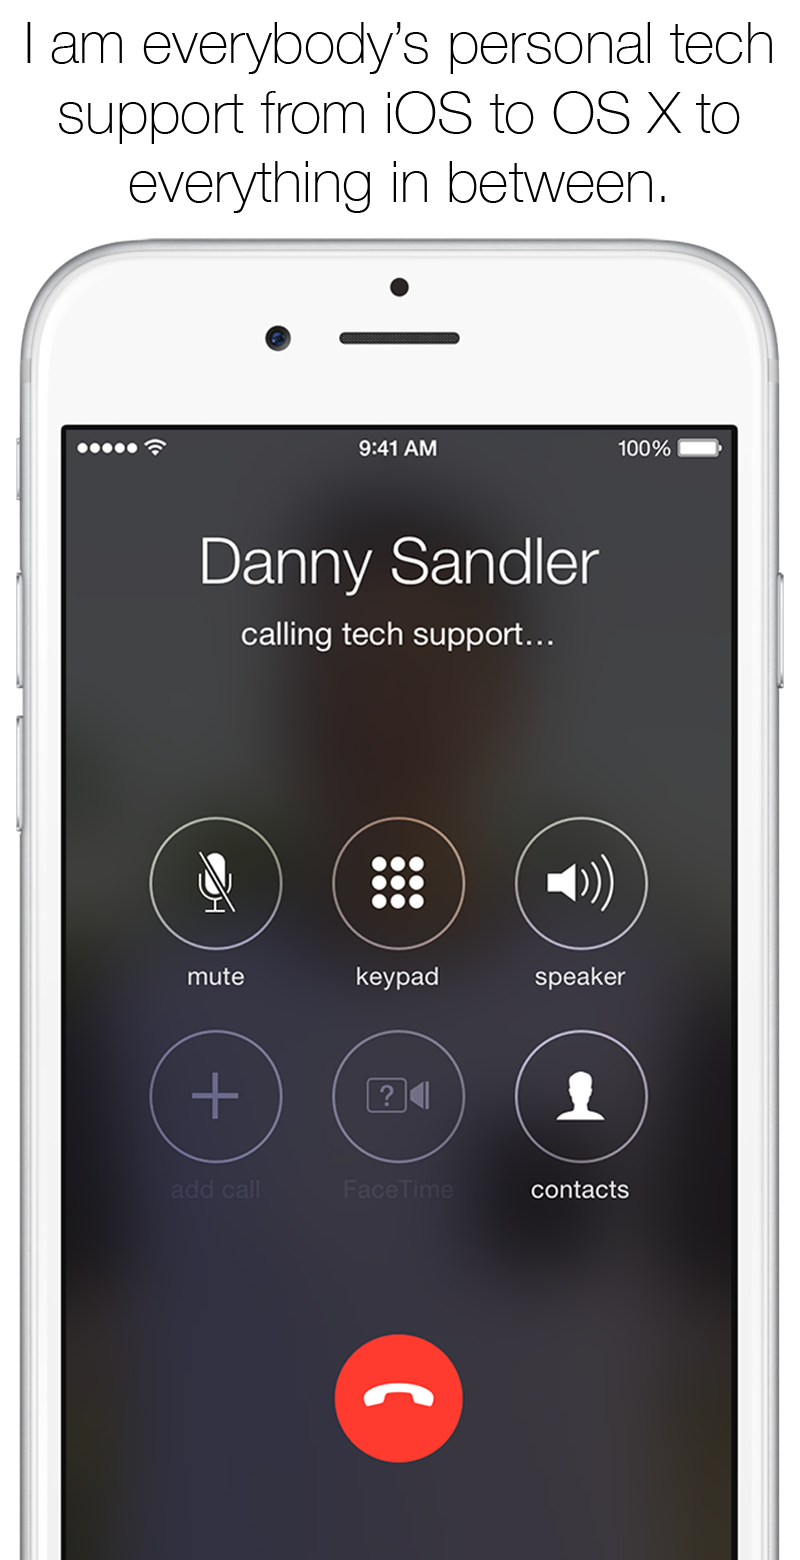 I am everybody’s personal tech
support from iOS to OS X to
everything in between.
9:41 AM 100%
Danny Sandler
calling tech support...
mute keypad speaker
?
add call FaceTime contacts